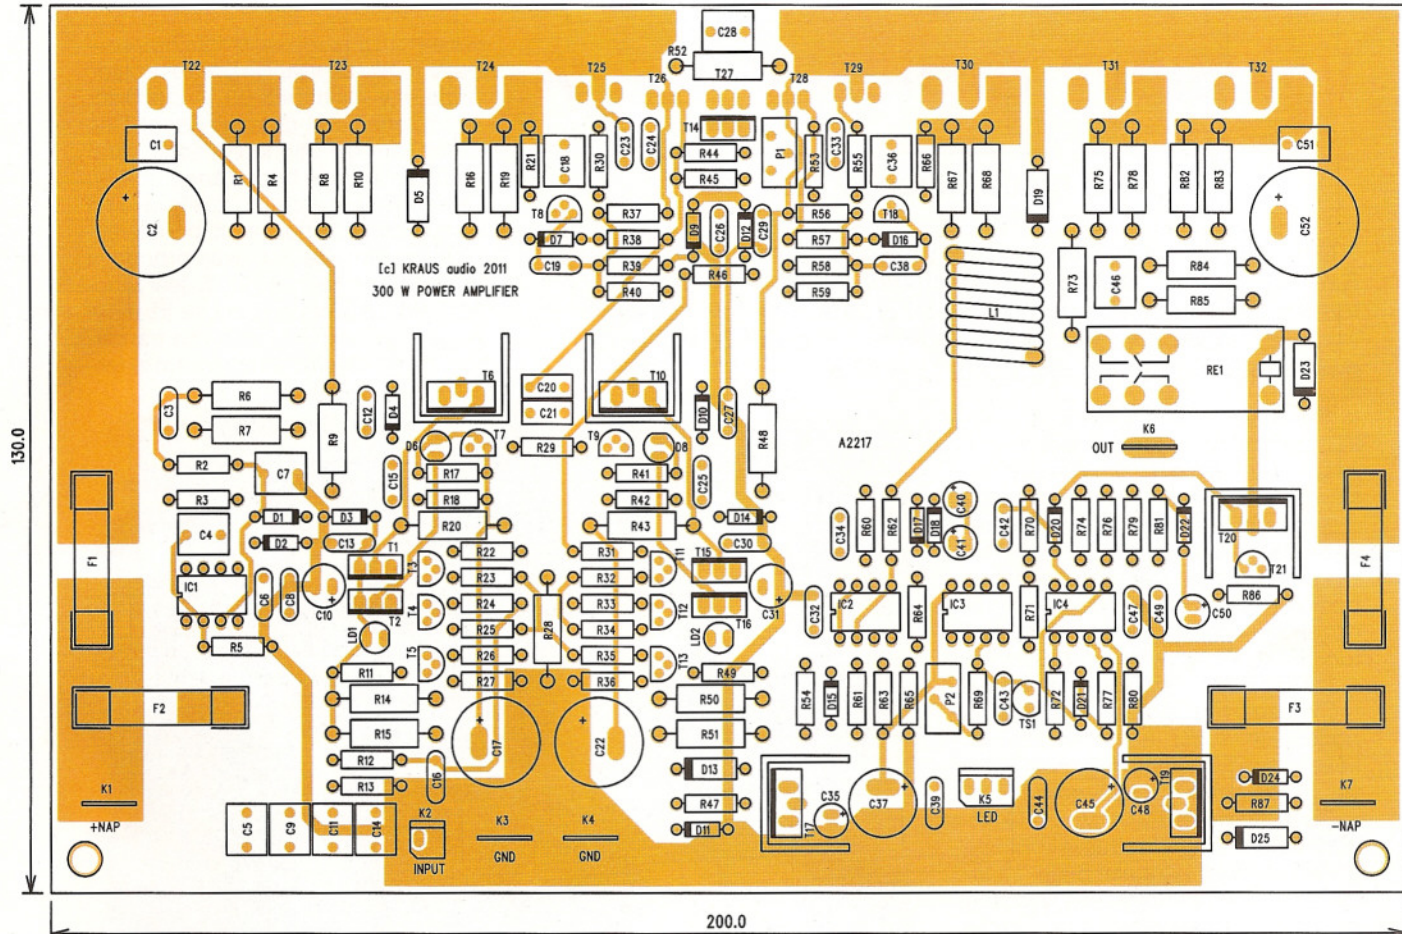 C28
R52
T22 T23 T24 T25 T26 T27 T28 T29 T30 T31 T32
C1 R1 R4 R8 R10 D5 R16 R19 R21 C18 R30 C23 C24 T14 R44 P1 R53 C33 R55 C36 R66 R67 R68 D19 R75 R78 R82 R83 C51
R45
C2 T8 R37 D9 C26 D12 C29 R56 T18 C52
D7 R38 R57 D16
C19 R39 R46 R58 C38 R73 C46 R84
[c] KRAUS audio 2011
300 W POWER AMPLIFIER
R40 R59 R85
L1
T6 C20 T10 RE1 D23
C3 R6 C12 D4 C21 D10 C27
R7 R9 D6 T7 R29 T9 D8 R48 A2217 OUT K6
130.0
R2 C7 C15 R17 R41 C25
R3 R18 R42 C40
C4 D1 D3 R20 R43 D14 C34 R60 R62 D17 D18 C42 R70 D20 R74 R76 R79 R81 D22 T20
D2 C13 R22 R31 C30 C41
F1 T1 T3 T11 T15 T21 F4
IC1 C6 C8 C10 R23 R32 C31 R86
R24 R28 R33 C32 IC2 R64 IC3 R71 IC4 C47 C49 C50
T2 T4 R25 R34 T12 T16
R5 LD1 T5 R26 R35 T13 LD2
R11 R27 R36 R49
F2 R14 R50 R54 D15 R61 R63 R65 P2 R69 C43 TS1 R72 D21 R77 R80 F3
R15 C17 C22 R51
R12 C16 D13 D24
K1 R13 R47 T17 C35 C37 C39 K5 C44 C45 C48 T19 R87 K7
+NAP C5 C9 C11 C14 K2 K3 K4 D11 LED D25 -NAP
INPUT GND GND
200.0